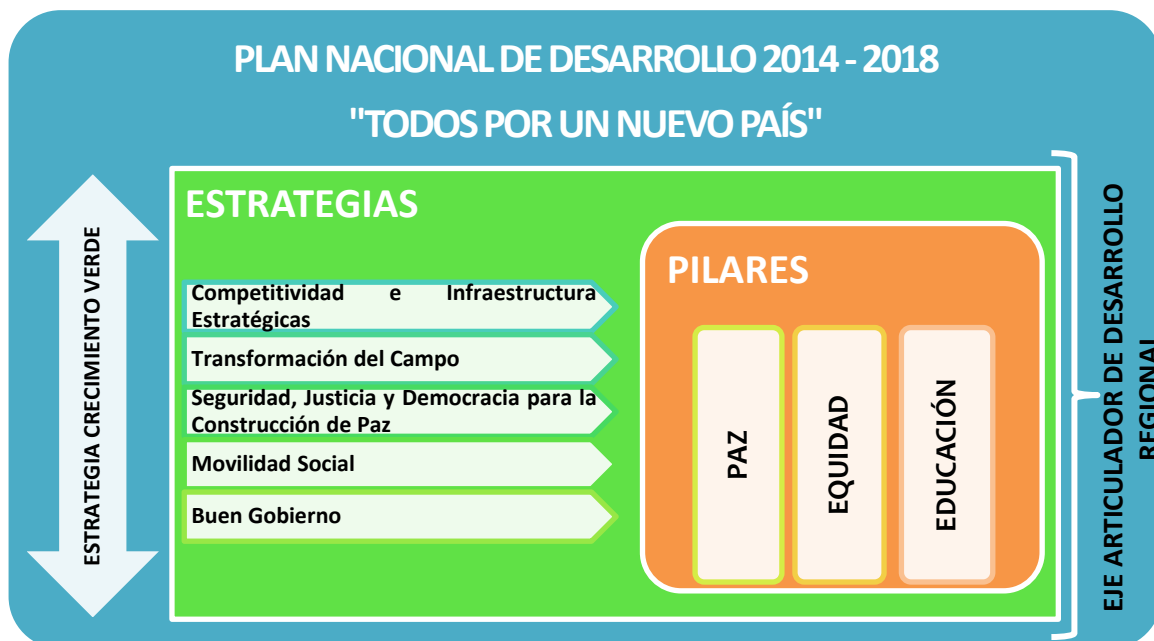 PLAN NACIONAL DE DESARROLLO 2014 - 2018
"TODOS POR UN NUEVO PAÍS"
ESTRATEGIA CRECIMIENTO VERDE
ESTRATEGIAS
Competitividad e Infraestructura
Estratégicas
Transformación del Campo
Seguridad, Justicia y Democracia para la
Construcción de Paz
Movilidad Social
Buen Gobierno
PILARES
PAZ
EQUIDAD
EDUCACIÓN
EJE ARTICULADOR DE DESARROLLO
REGIONAL